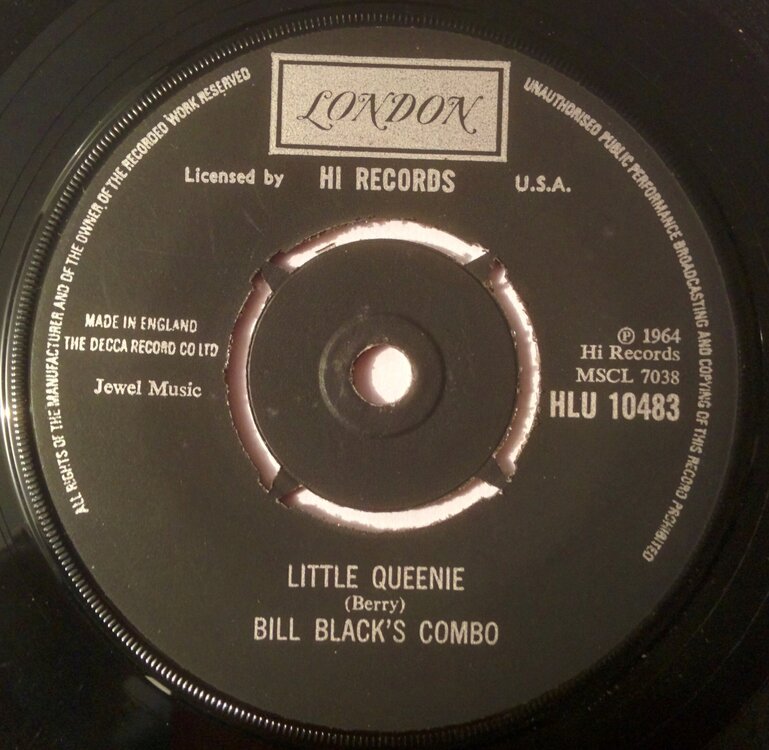 LONDON
Licensed by HI RECORDS U.S.A.
ALL RIGHTS OF THE MANUFACTURER AND OF THE OWNER OF THE RECORDED WORK RESERVED
UNAUTHORISED PUBLIC PERFORMANCE BROADCASTING AND COPYING OF THIS RECORD PROHIBITED
MADE IN ENGLAND
THE DECCA RECORD CO LTD
Jewel Music
℗ 1964
Hi Records
MSCL 7038
HLU 10483
LITTLE QUEENIE
(Berry)
BILL BLACK'S COMBO